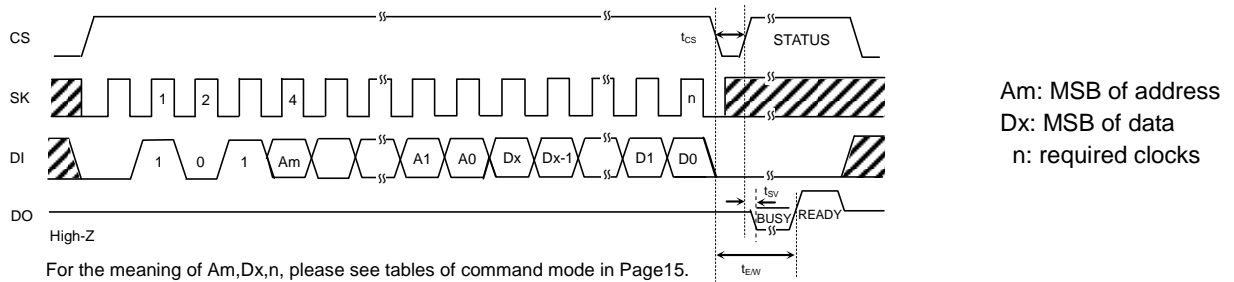 CS
tCS
STATUS
SK
1 2 4 n
DI
1 0 1 Am A1 A0 Dx Dx-1 D1 D0
tSV
DO
BUSY READY
High-Z
tE/W
For the meaning of Am,Dx,n, please see tables of command mode in Page15.
Am: MSB of address
Dx: MSB of data
n: required clocks